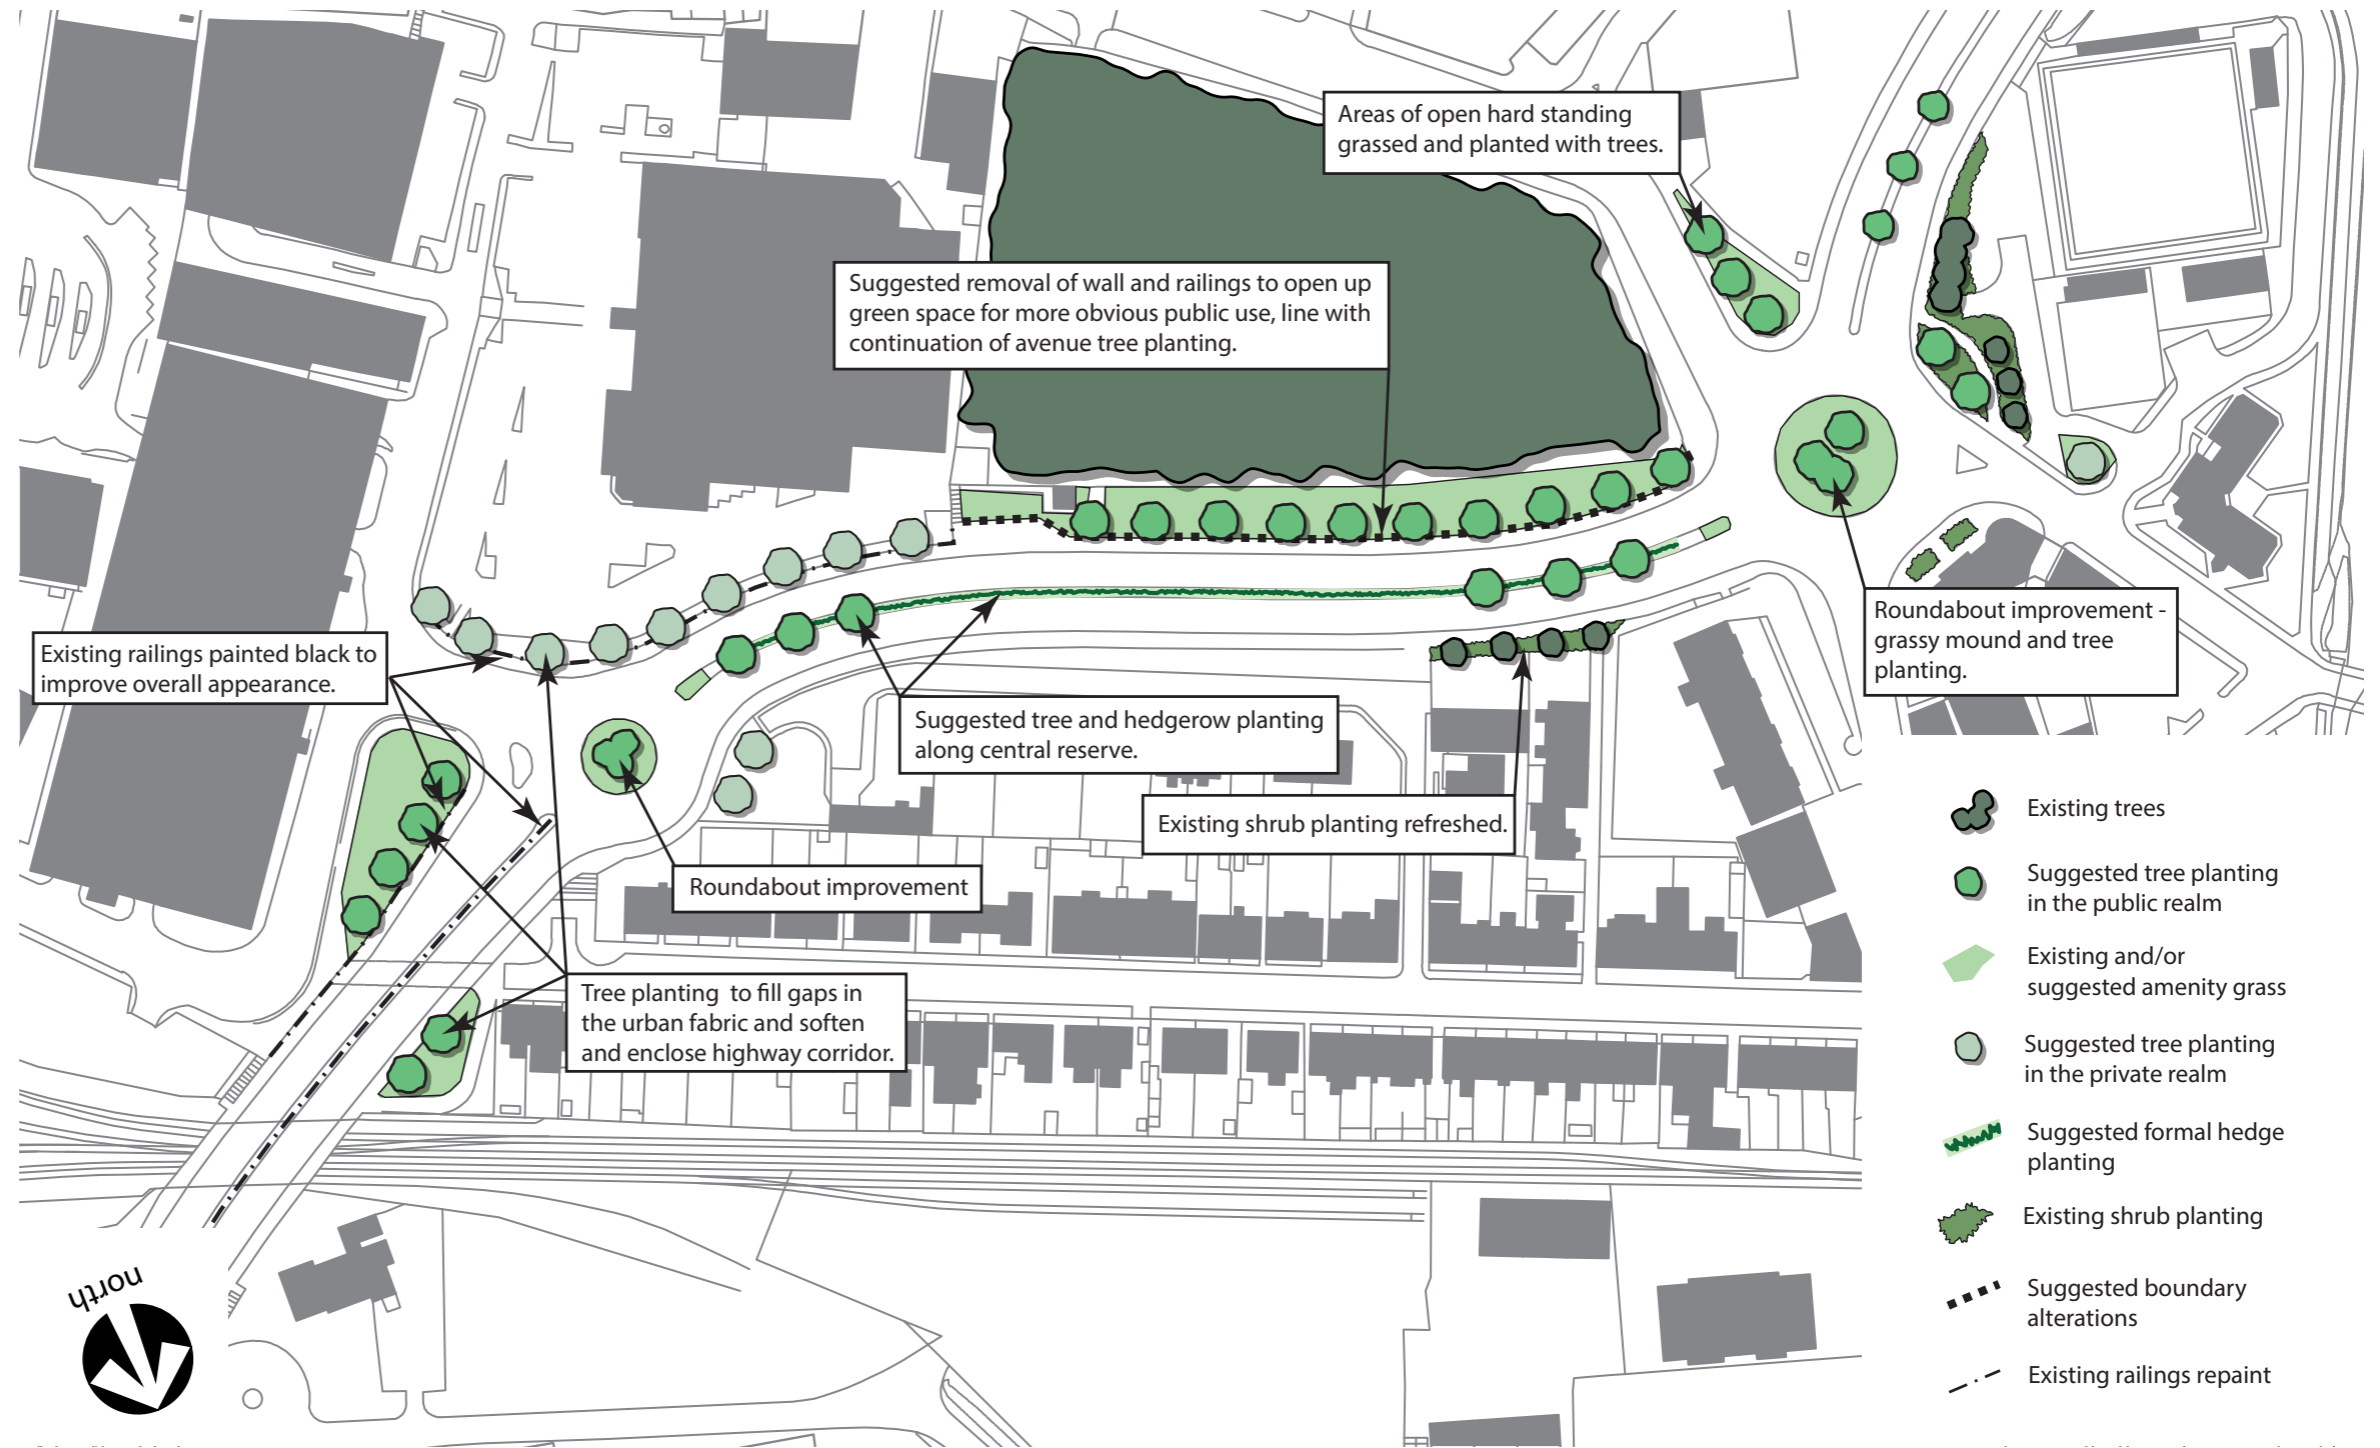 Areas of open hard standing
grassed and planted with trees.
Suggested removal of wall and railings to open up
green space for more obvious public use, line with
continuation of avenue tree planting.
Existing railings painted black to
improve overall appearance.
Roundabout improvement -
grassy mound and tree
planting.
Suggested tree and hedgerow planting
along central reserve.
Existing shrub planting refreshed.
Roundabout improvement
Tree planting to fill gaps in
the urban fabric and soften
and enclose highway corridor.
Existing trees
Suggested tree planting
in the public realm
Existing and/or
suggested amenity grass
Suggested tree planting
in the private realm
Suggested formal hedge
planting
Existing shrub planting
Suggested boundary
alterations
Existing railings repaint
north